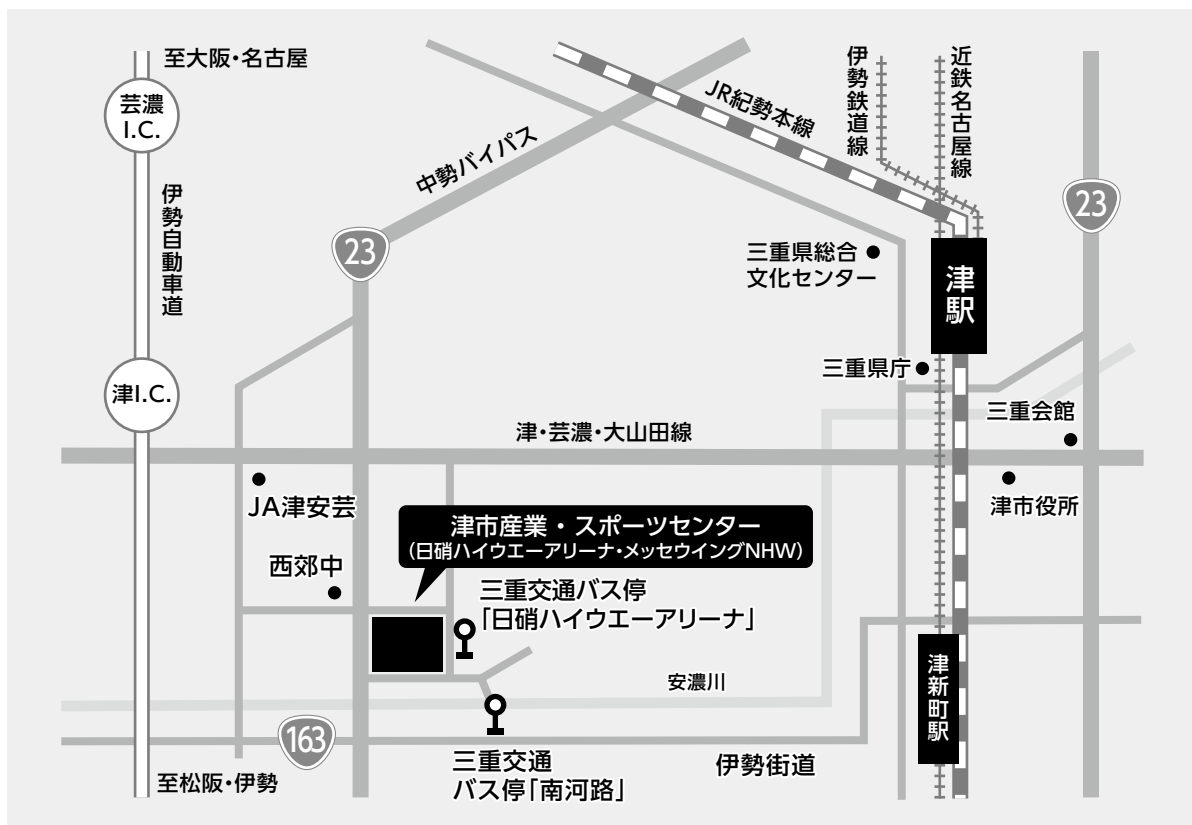 至大阪・名古屋
芸濃
I.C.
伊勢自動車道
津I.C.
至松阪・伊勢
中勢バイパス
23
JR紀勢本線
伊勢鉄道線
近鉄名古屋線
23
三重県総合
文化センター
津駅
三重県庁
三重会館
津・芸濃・大山田線
津市役所
JA津安芸
西郊中
津市産業・スポーツセンター
(日硝ハイウエーアリーナ・メッセウイングNHW)
三重交通バス停
「日硝ハイウエーアリーナ」
安濃川
津新町駅
163
三重交通
バス停「南河路」
伊勢街道